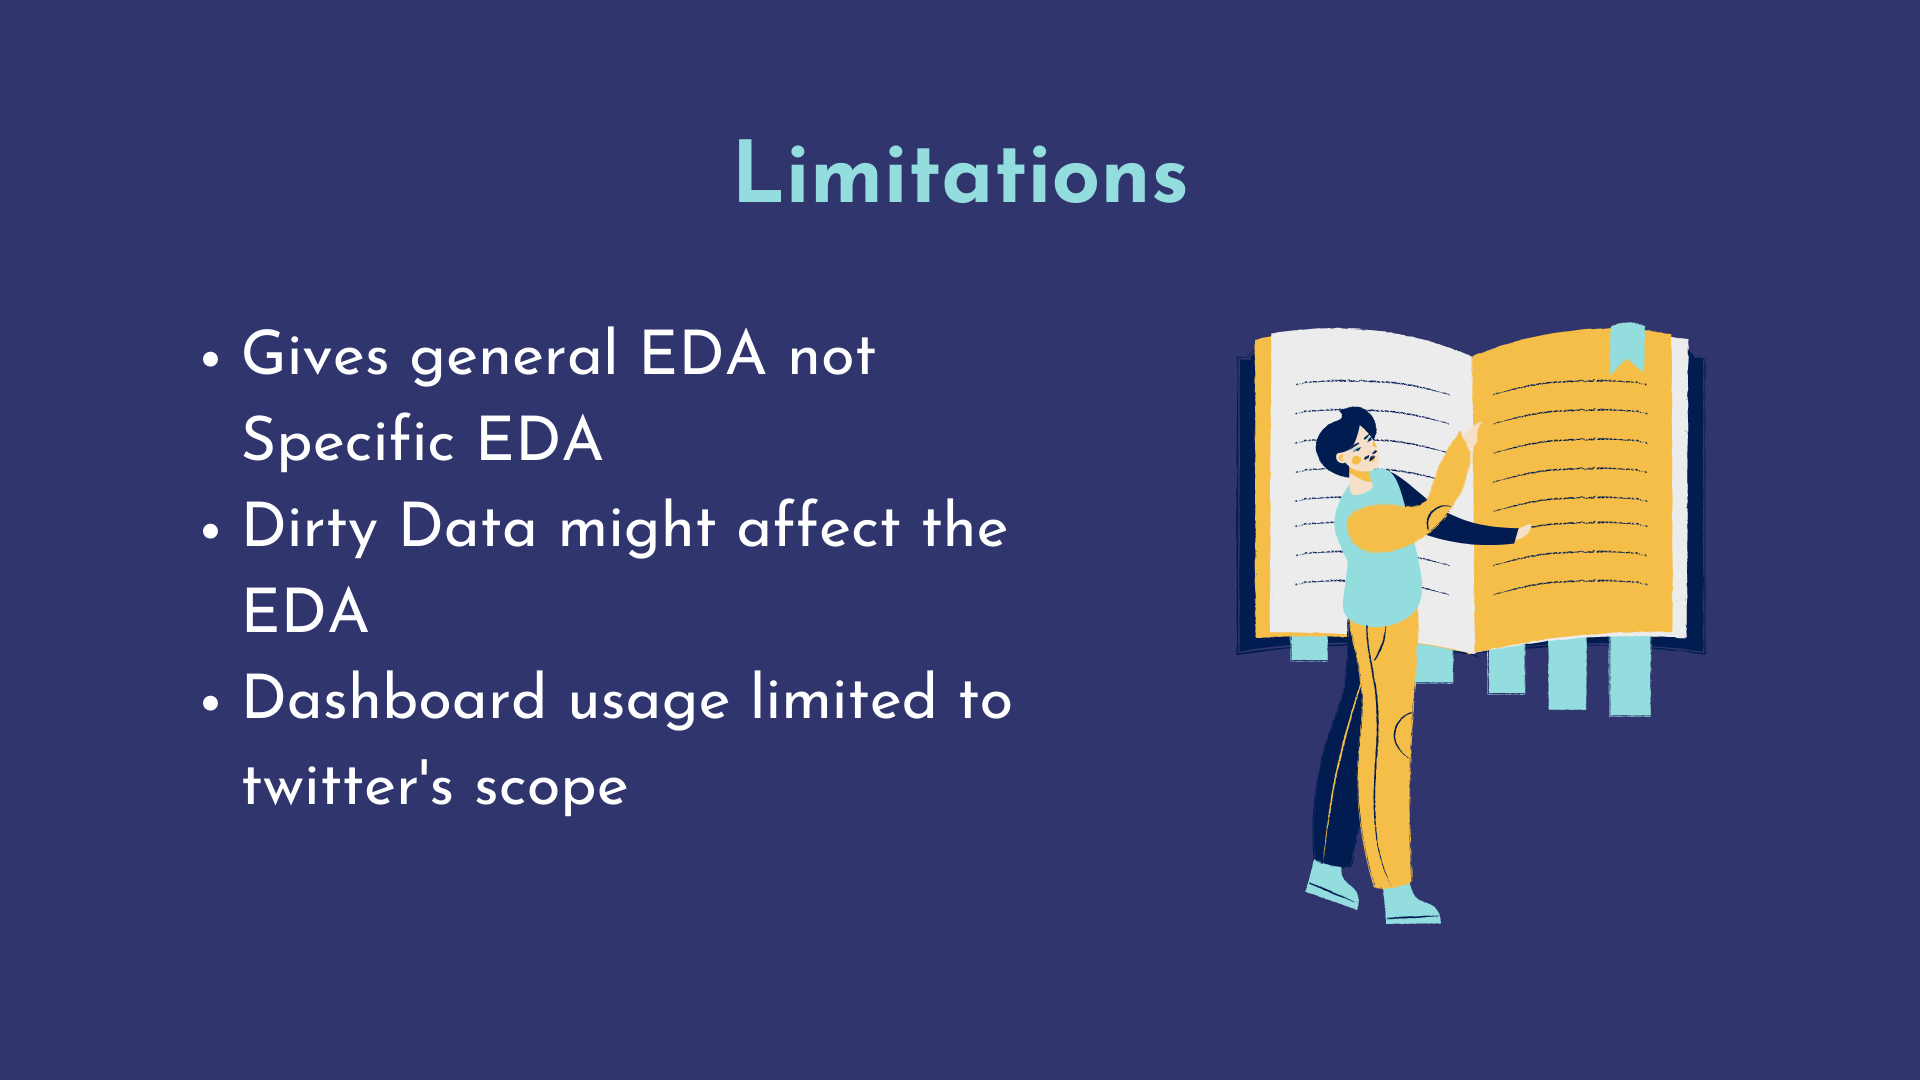 Limitations
• Gives general EDA not
Specific EDA
• Dirty Data might affect the
EDA
• Dashboard usage limited to
twitter's scope